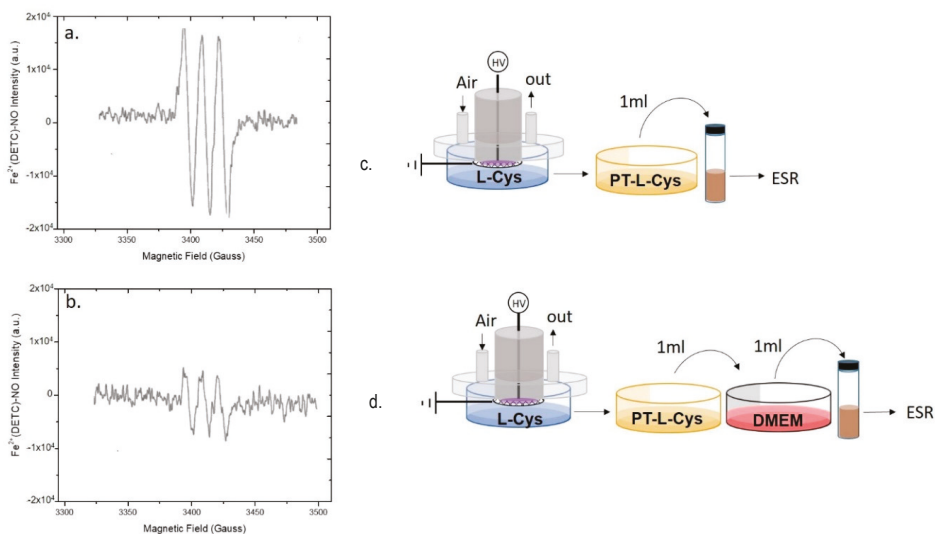 a.
2x10⁴
1x10⁴
0
-1x10⁴
-2x10⁴
Fe²⁺(DETC)-NO Intensity (a.u.)
3300 3350 3400 3450 3500
Magnetic Field (Gauss)
b.
2x10⁴
1x10⁴
0
-1x10⁴
-2x10⁴
Fe²⁺(DETC)-NO Intensity (a.u.)
3300 3350 3400 3450 3500
Magnetic Field (Gauss)
c.
HV
Air out
L-Cys
1ml
PT-L-Cys
ESR
d.
HV
Air out
L-Cys
1ml 1ml
PT-L-Cys DMEM
ESR